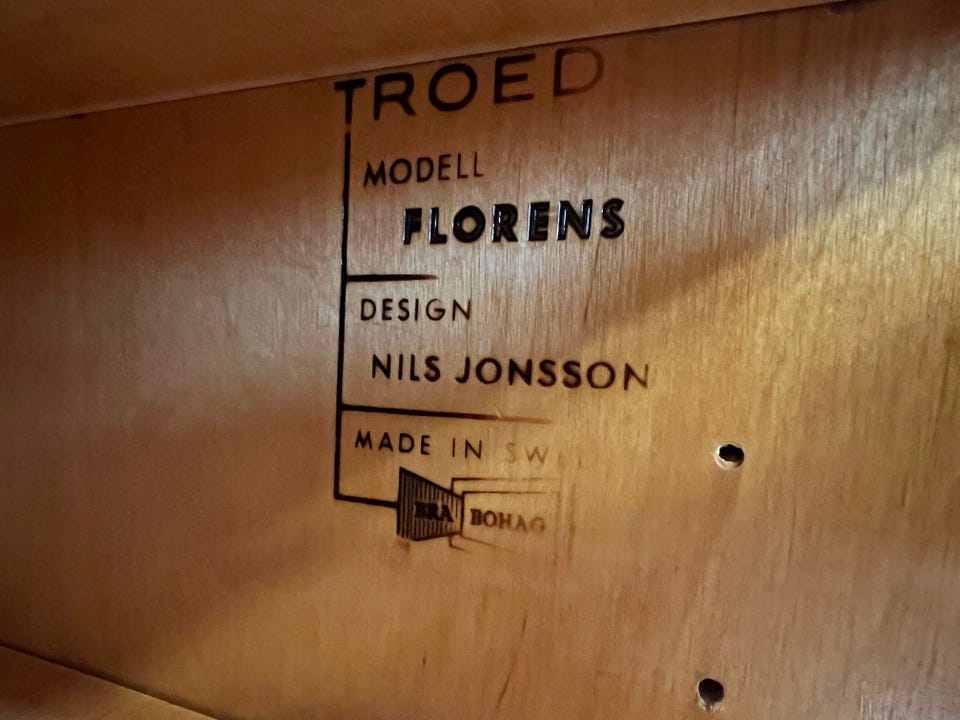 TROED
MODELL
FLORENS
DESIGN
NILS JONSSON
MADE IN SW
BRA BOHAG